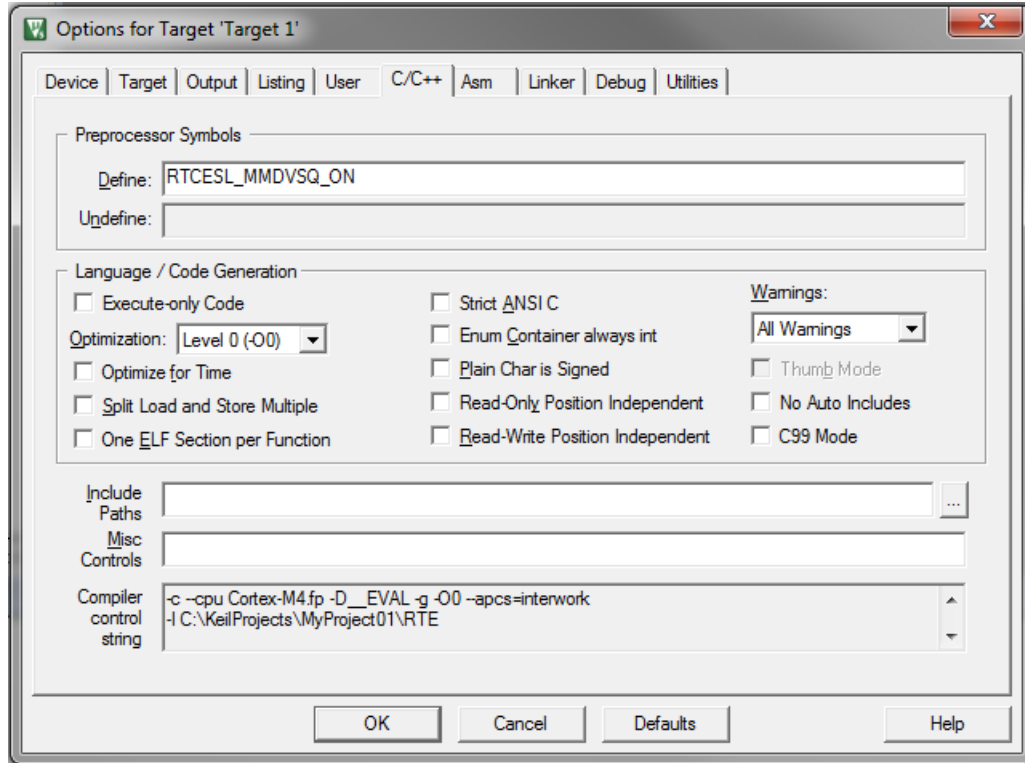 Options for Target 'Target 1'
Device Target Output Listing User C/C++ Asm Linker Debug Utilities
Preprocessor Symbols
Define: RTCESL_MMDVSQ_ON
Undefine:
Language / Code Generation
Execute-only Code
Optimization: Level 0 (-O0)
Optimize for Time
Split Load and Store Multiple
One ELF Section per Function
Strict ANSI C
Enum Container always int
Plain Char is Signed
Read-Only Position Independent
Read-Write Position Independent
Warnings:
All Warnings
Thumb Mode
No Auto Includes
C99 Mode
Include
Paths
...
Misc
Controls
Compiler
control
string
-c --cpu Cortex-M4.fp -D__EVAL -g -O0 --apcs=interwork
-I C:\KeilProjects\MyProject01\RTE
OK Cancel Defaults Help